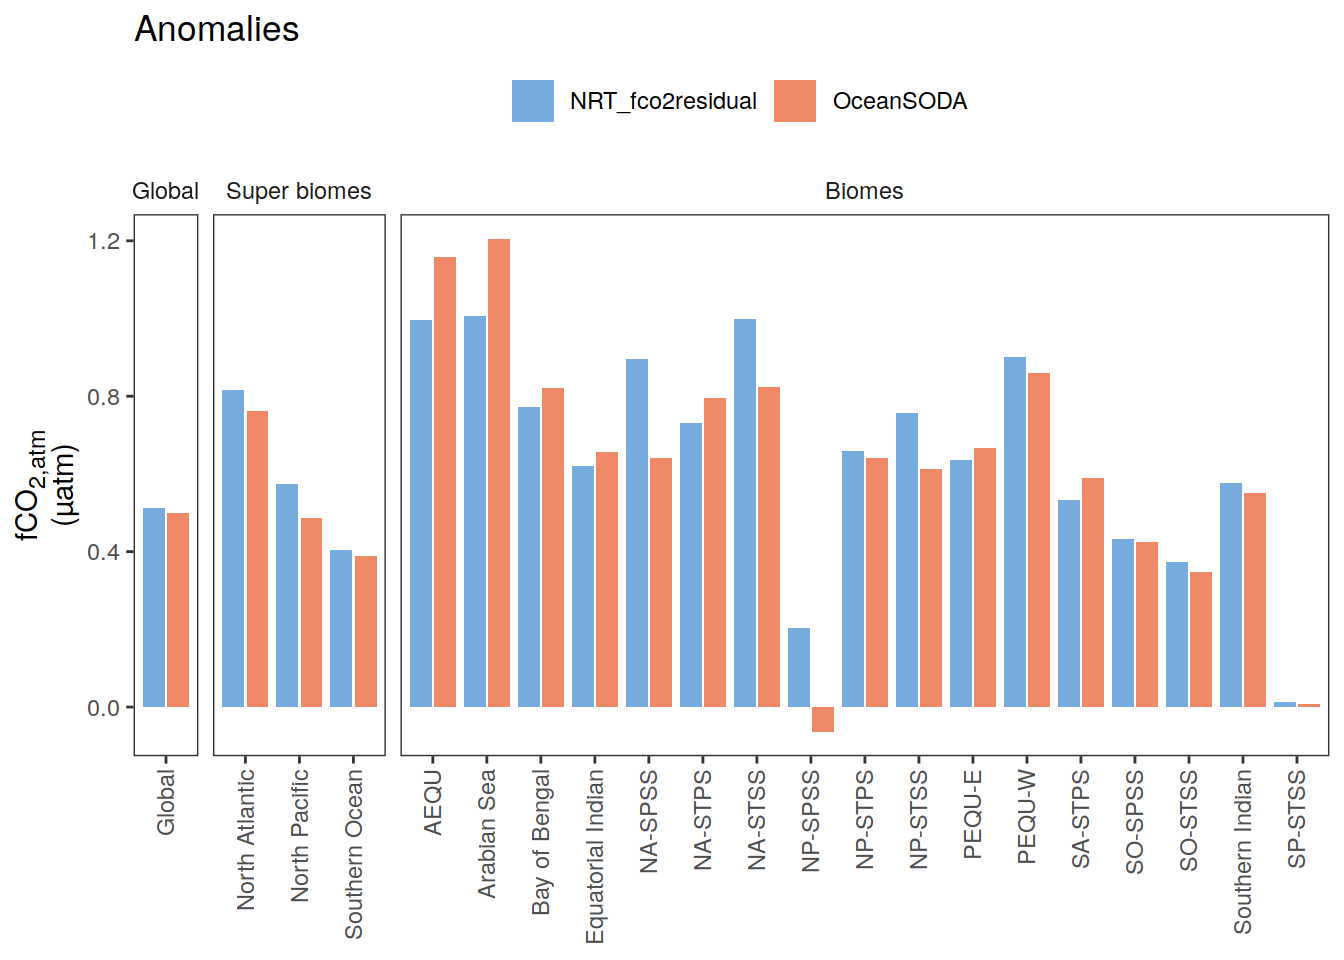 Anomalies
NRT_fco2residual OceanSODA
Global Super biomes Biomes
fCO2,atm
(µatm)
1.2
0.8
0.4
0.0
Global
North Atlantic
North Pacific
Southern Ocean
AEQU
Arabian Sea
Bay of Bengal
Equatorial Indian
NA-SPSS
NA-STPS
NA-STSS
NP-SPSS
NP-STPS
NP-STSS
PEQU-E
PEQU-W
SA-STPS
SO-SPSS
SO-STSS
Southern Indian
SP-STSS